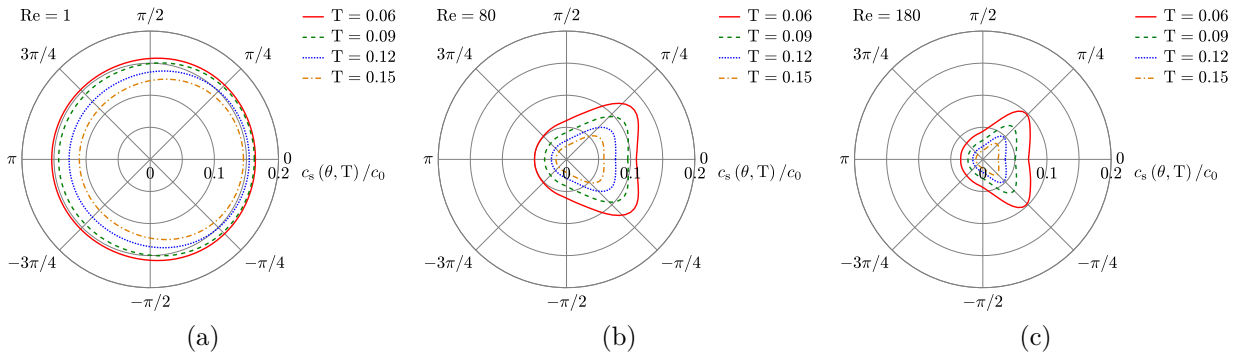 Re = 1
π/2
T = 0.06
T = 0.09
T = 0.12
T = 0.15
3π/4
π/4
π
0
0
0.1
0.2
c_s (θ, T) /c_0
−3π/4
−π/4
−π/2
(a)
Re = 80
π/2
T = 0.06
T = 0.09
T = 0.12
T = 0.15
3π/4
π/4
π
0
0
0.1
0.2
c_s (θ, T) /c_0
−3π/4
−π/4
−π/2
(b)
Re = 180
π/2
T = 0.06
T = 0.09
T = 0.12
T = 0.15
3π/4
π/4
π
0
0
0.1
0.2
c_s (θ, T) /c_0
−3π/4
−π/4
−π/2
(c)